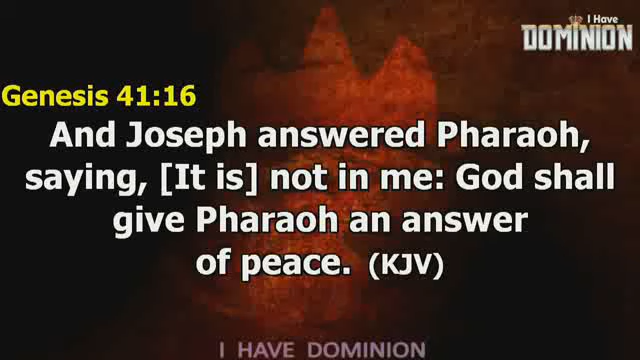 I Have
DOMINION
Genesis 41:16
And Joseph answered Pharaoh,
saying, [It is] not in me: God shall
give Pharaoh an answer
of peace. (KJV)
I HAVE DOMINION